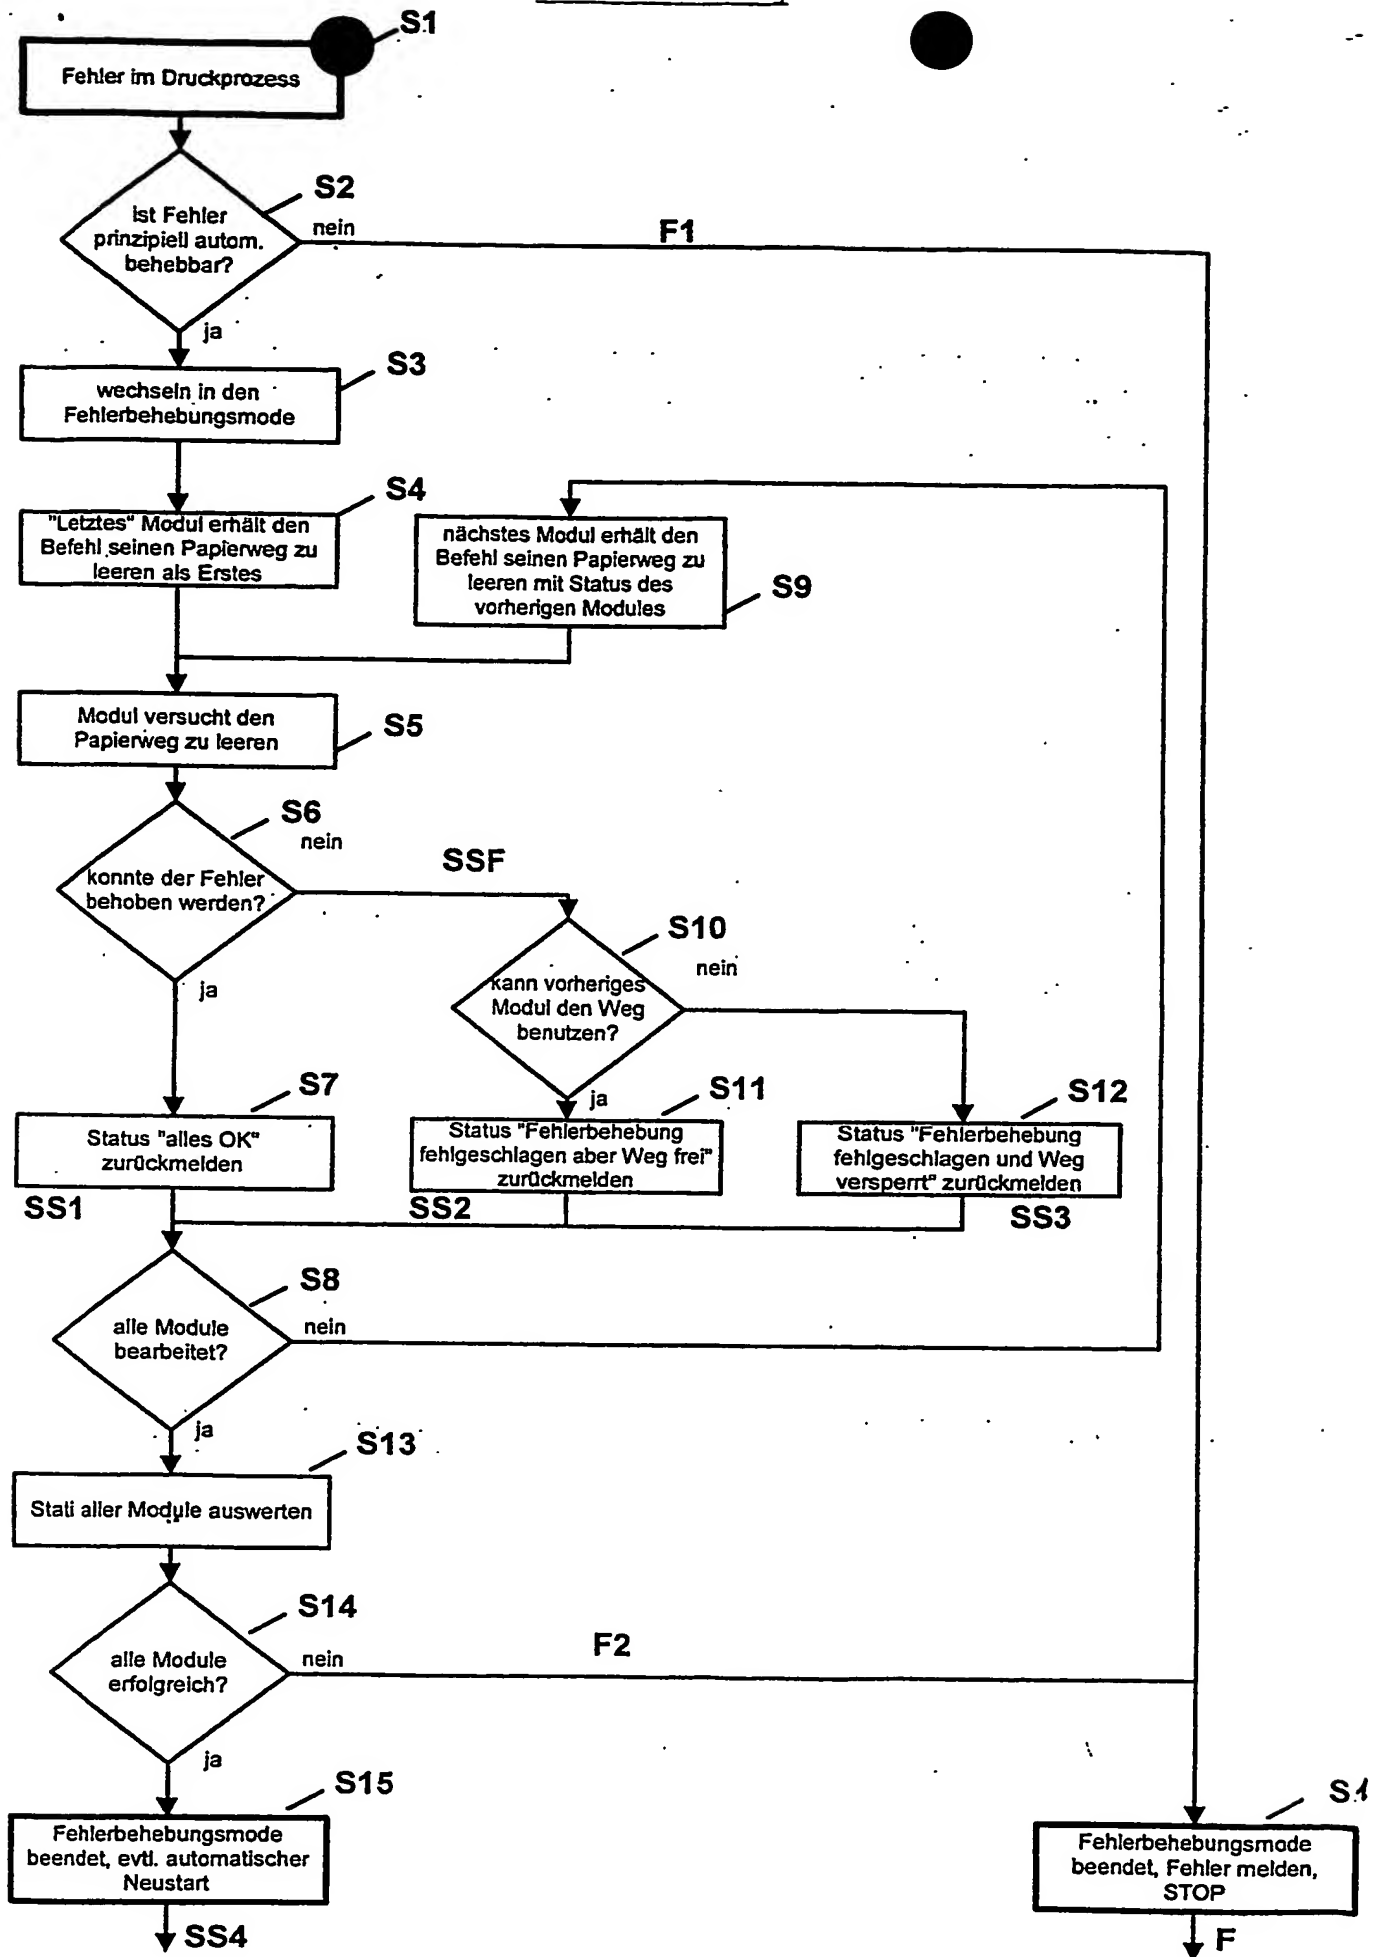 S1
Fehler im Druckprozess
S2
ist Fehler
prinzipiell autom.
behebbar?
nein
F1
ja
S3
wechseln in den
Fehlerbehebungsmode
S4
"Letztes" Modul erhält den
Befehl seinen Papierweg zu
leeren als Erstes
nächstes Modul erhält den
Befehl seinen Papierweg zu
leeren mit Status des
vorherigen Modules
S9
Modul versucht den
Papierweg zu leeren
S5
S6
nein
konnte der Fehler
behoben werden?
SSF
ja
S10
nein
kann vorheriges
Modul den Weg
benutzen?
ja
S7
Status "alles OK"
zurückmelden
SS1
S11
Status "Fehlerbehebung
fehlgeschlagen aber Weg frei"
zurückmelden
SS2
S12
Status "Fehlerbehebung
fehlgeschlagen und Weg
versperrt" zurückmelden
SS3
S8
alle Module
bearbeitet?
nein
ja
S13
Stati aller Module auswerten
S14
alle Module
erfolgreich?
nein
F2
ja
S15
Fehlerbehebungsmode
beendet, evtl. automatischer
Neustart
SS4
Fehlerbehebungsmode
beendet, Fehler melden,
STOP
F